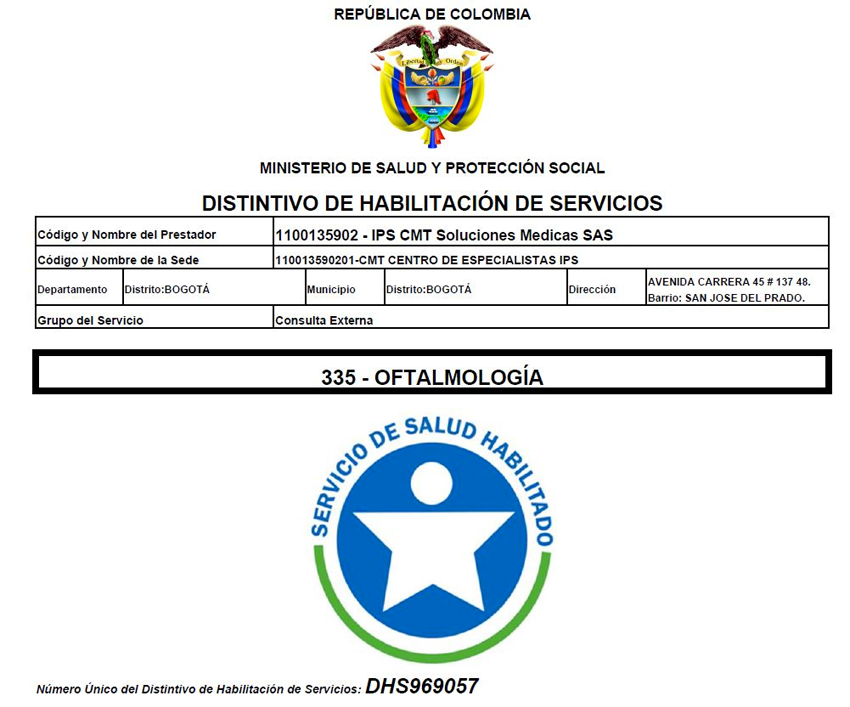 REPÚBLICA DE COLOMBIA
Libertad y Orden
MINISTERIO DE SALUD Y PROTECCIÓN SOCIAL
DISTINTIVO DE HABILITACIÓN DE SERVICIOS
Código y Nombre del Prestador 1100135902 - IPS CMT Soluciones Medicas SAS
Código y Nombre de la Sede 110013590201-CMT CENTRO DE ESPECIALISTAS IPS
Departamento Distrito:BOGOTÁ Municipio Distrito:BOGOTÁ Dirección AVENIDA CARRERA 45 # 137 48.
Barrio: SAN JOSE DEL PRADO.
Grupo del Servicio Consulta Externa
335 - OFTALMOLOGÍA
SERVICIO DE SALUD HABILITADO
Número Único del Distintivo de Habilitación de Servicios: DHS969057